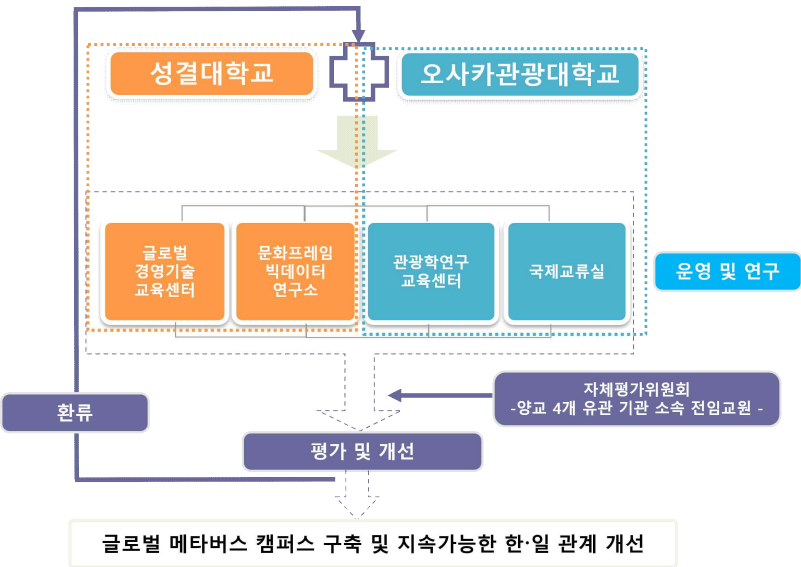 성결대학교
오사카관광대학교
글로벌
경영기술
교육센터
문화프레임
빅데이터
연구소
관광학연구
교육센터
국제교류실
운영 및 연구
자체평가위원회
-양교 4개 유관 기관 소속 전임교원 -
환류
평가 및 개선
글로벌 메타버스 캠퍼스 구축 및 지속가능한 한·일 관계 개선